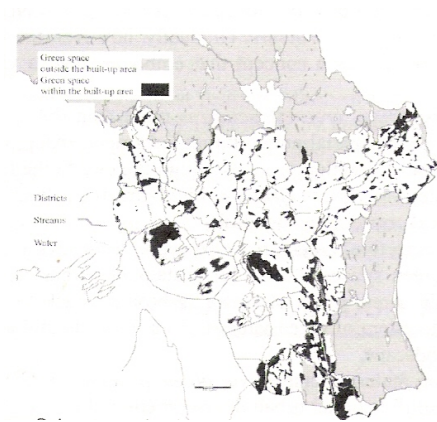 Green space
outside the built-up area
Green space
within the built-up area
Districts
Streams
Water